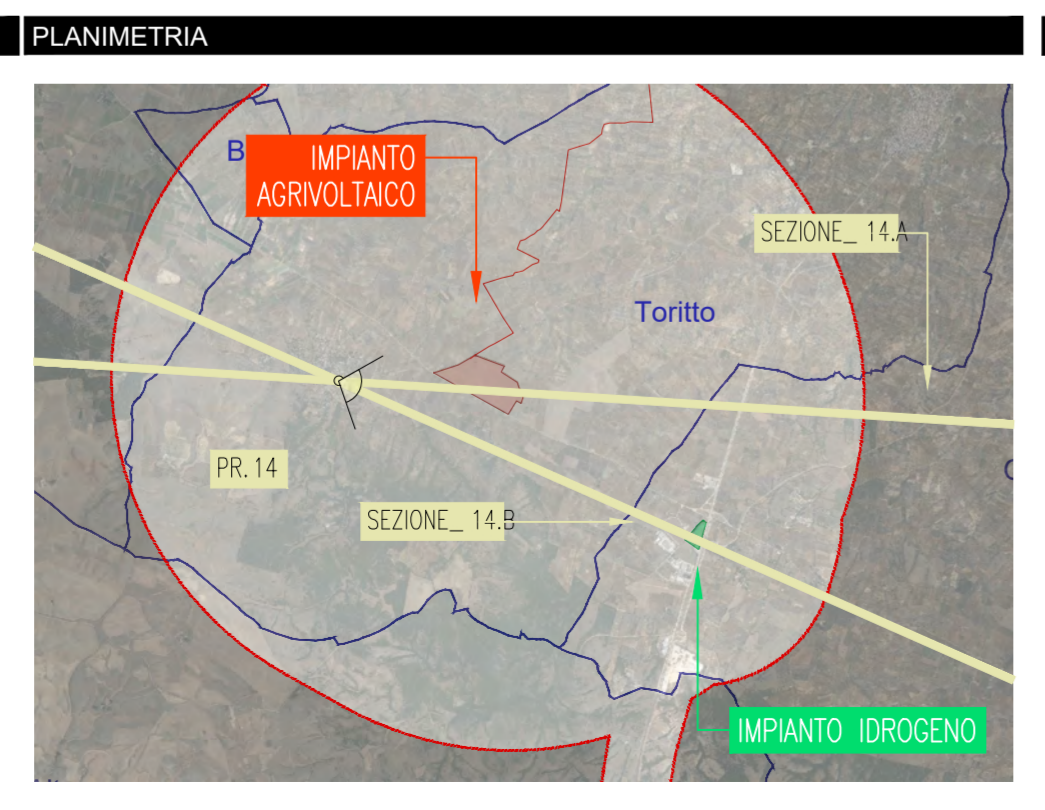 PLANIMETRIA
B
IMPIANTO
AGRIVOLTAICO
SEZIONE_ 14.A
Toritto
PR.14
SEZIONE_ 14.B
IMPIANTO IDROGENO